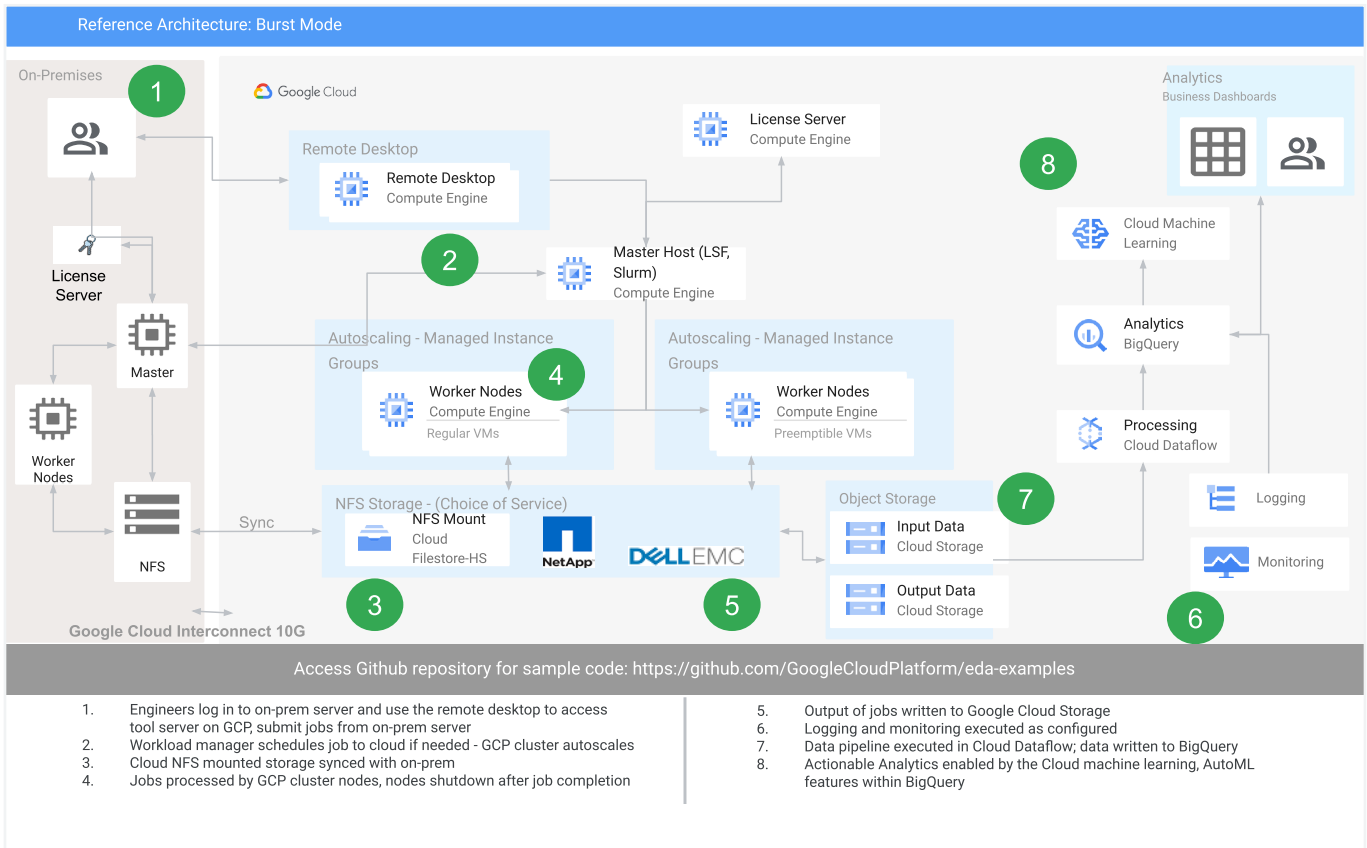 Reference Architecture: Burst Mode
On-Premises
1
Google Cloud
Analytics
Business Dashboards
License Server
Compute Engine
8
Remote Desktop
Remote Desktop
Compute Engine
Cloud Machine
Learning
License
Server
2
Master Host (LSF,
Slurm)
Compute Engine
Analytics
BigQuery
Autoscaling - Managed Instance
Groups
Autoscaling - Managed Instance
Groups
Master
4
Worker Nodes
Compute Engine
Regular VMs
Worker Nodes
Compute Engine
Preemptible VMs
Processing
Cloud Dataflow
Worker
Nodes
NFS Storage - (Choice of Service)
NFS Mount
Cloud
Filestore-HS
NetApp
DELLEMC
Object Storage
7
Input Data
Cloud Storage
Output Data
Cloud Storage
Logging
Monitoring
Sync
NFS
3
5
6
Google Cloud Interconnect 10G
Access Github repository for sample code: https://github.com/GoogleCloudPlatform/eda-examples
1. Engineers log in to on-prem server and use the remote desktop to access
tool server on GCP, submit jobs from on-prem server
2. Workload manager schedules job to cloud if needed - GCP cluster autoscales
3. Cloud NFS mounted storage synced with on-prem
4. Jobs processed by GCP cluster nodes, nodes shutdown after job completion
5. Output of jobs written to Google Cloud Storage
6. Logging and monitoring executed as configured
7. Data pipeline executed in Cloud Dataflow; data written to BigQuery
8. Actionable Analytics enabled by the Cloud machine learning, AutoML
features within BigQuery